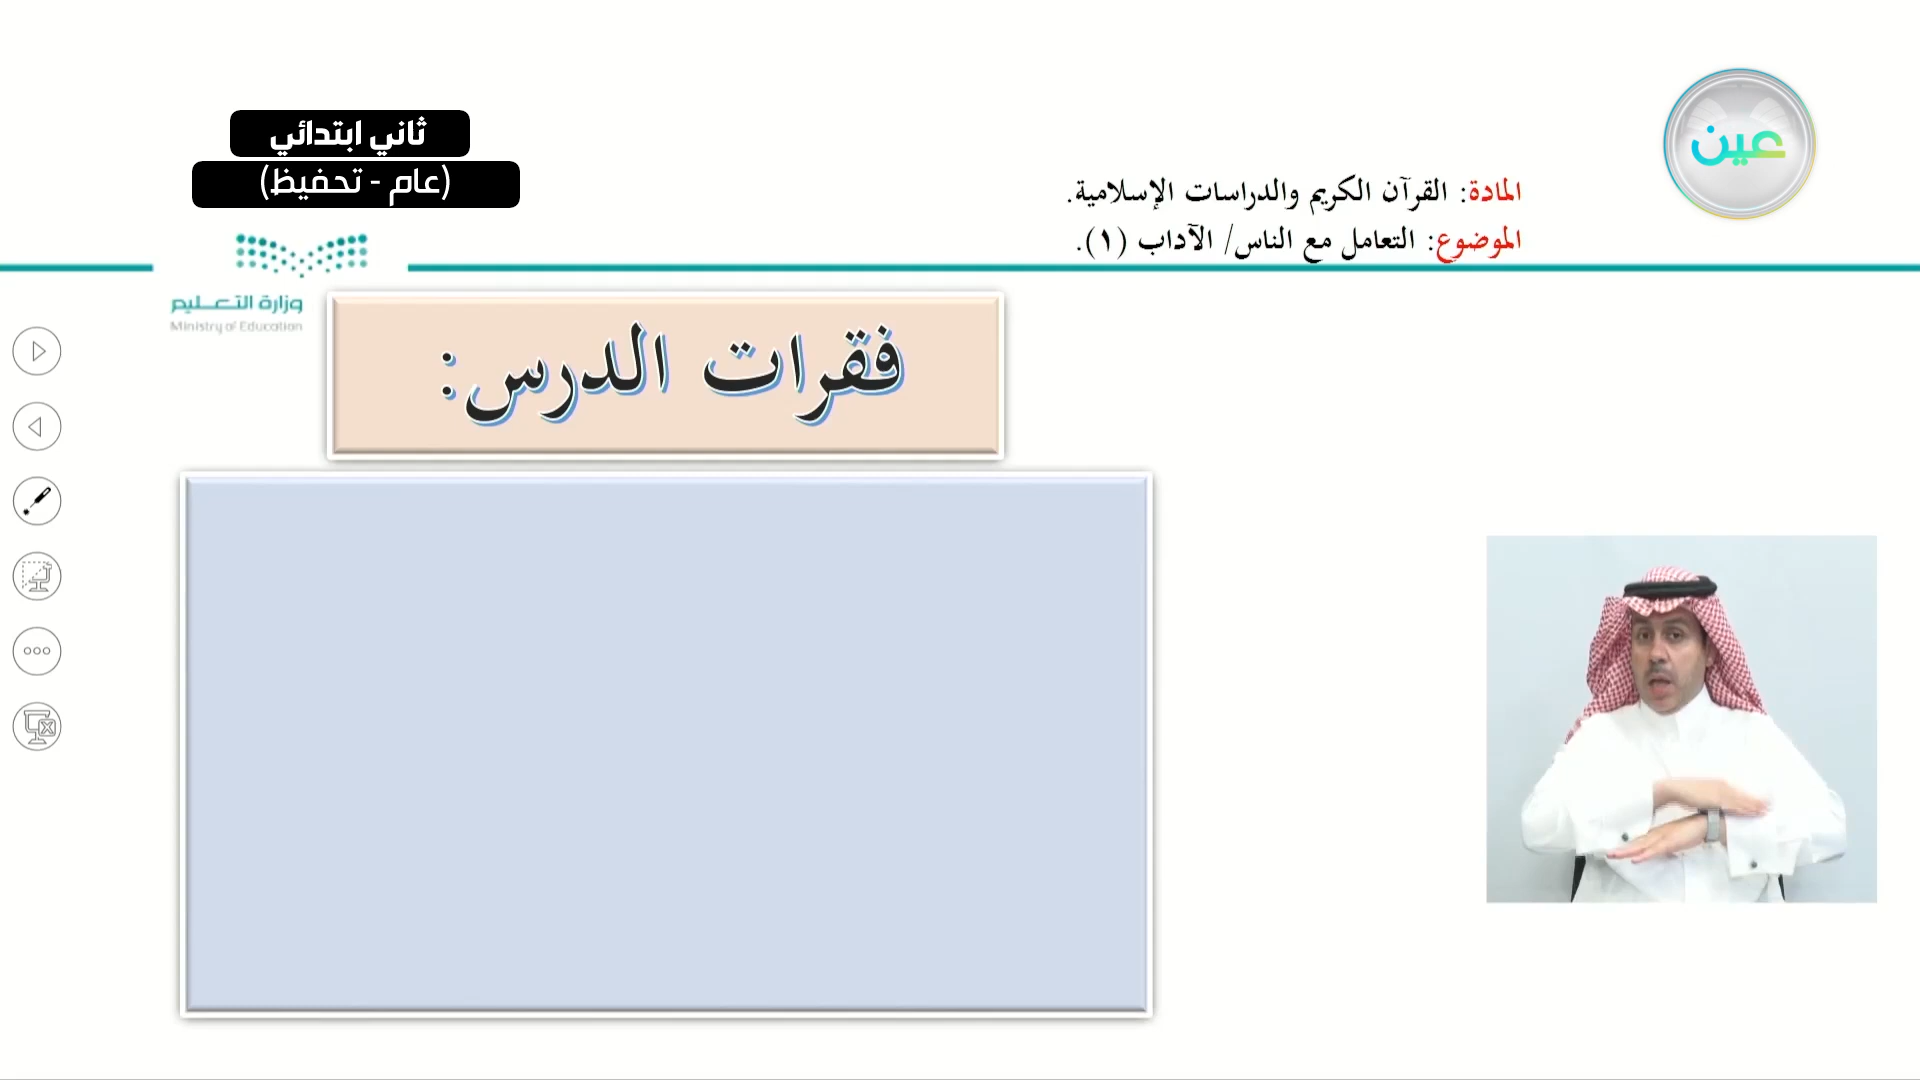 عين
ثاني ابتدائي
(عام - تحفيظ)
المادة: القرآن الكريم والدراسات الإسلامية.
الموضوع: التعامل مع الناس/ الآداب (١).
وزارة التعليم
Ministry of Education
فقرات الدرس: